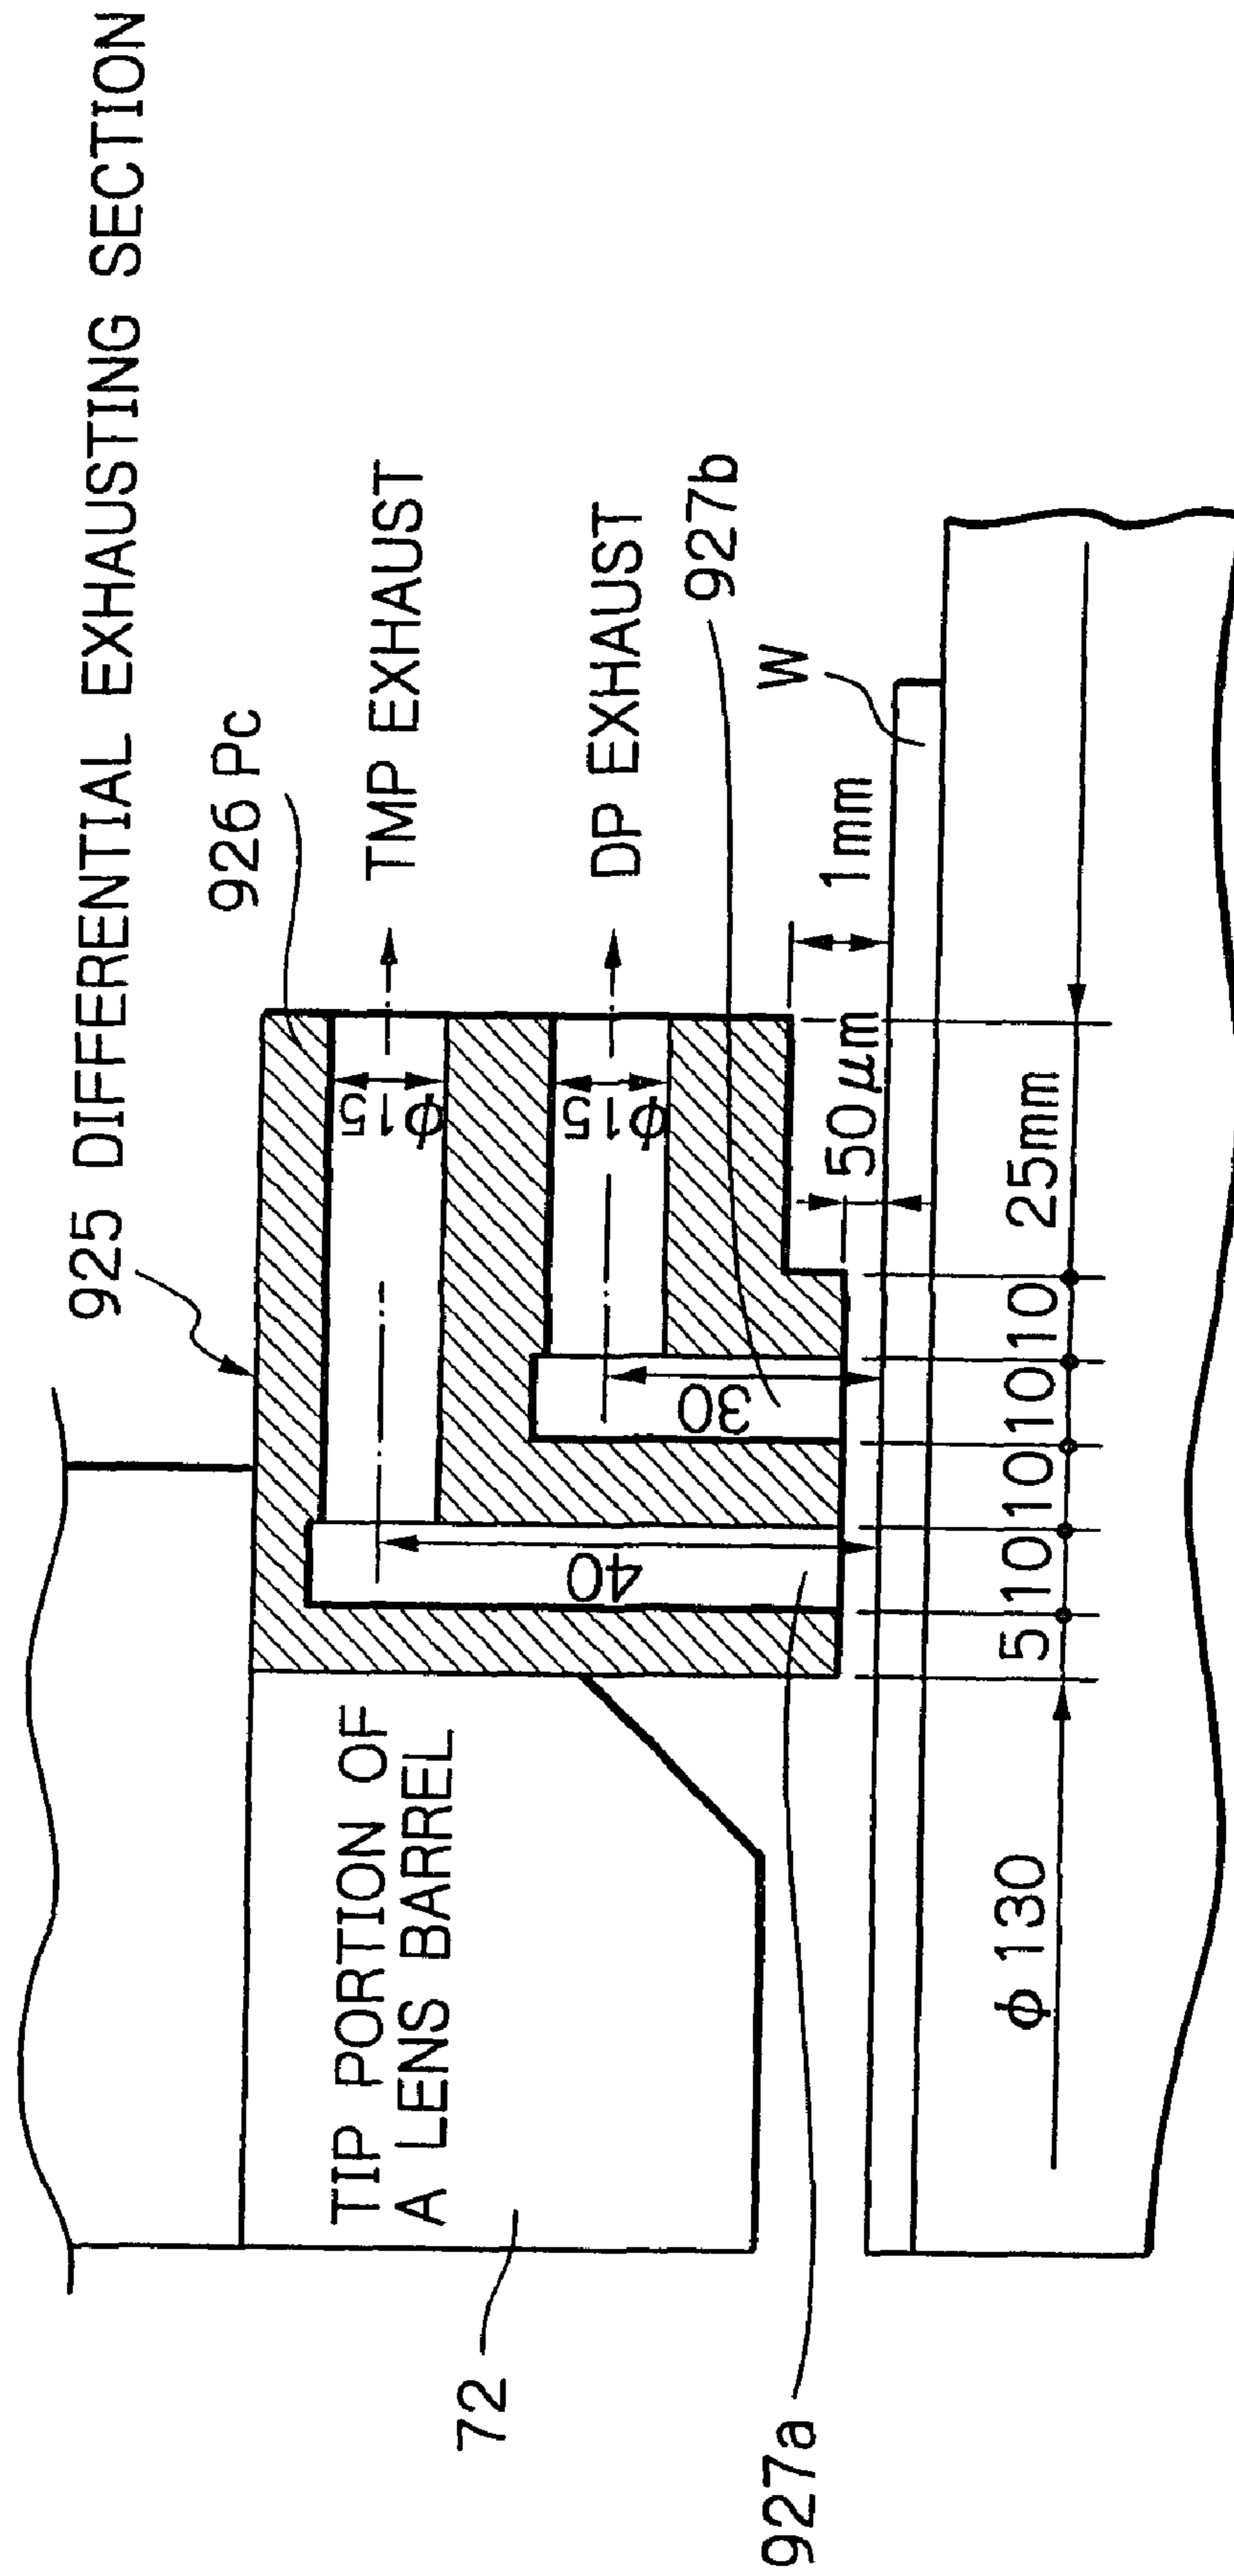 925 DIFFERENTIAL EXHAUSTING SECTION
926 Pc
TMP EXHAUST
φ15
DP EXHAUST
φ15
927b
W
1mm
50μm
TIP PORTION OF
A LENS BARREL
40
30
72
927a
φ130
5 10 10 10 10 25mm